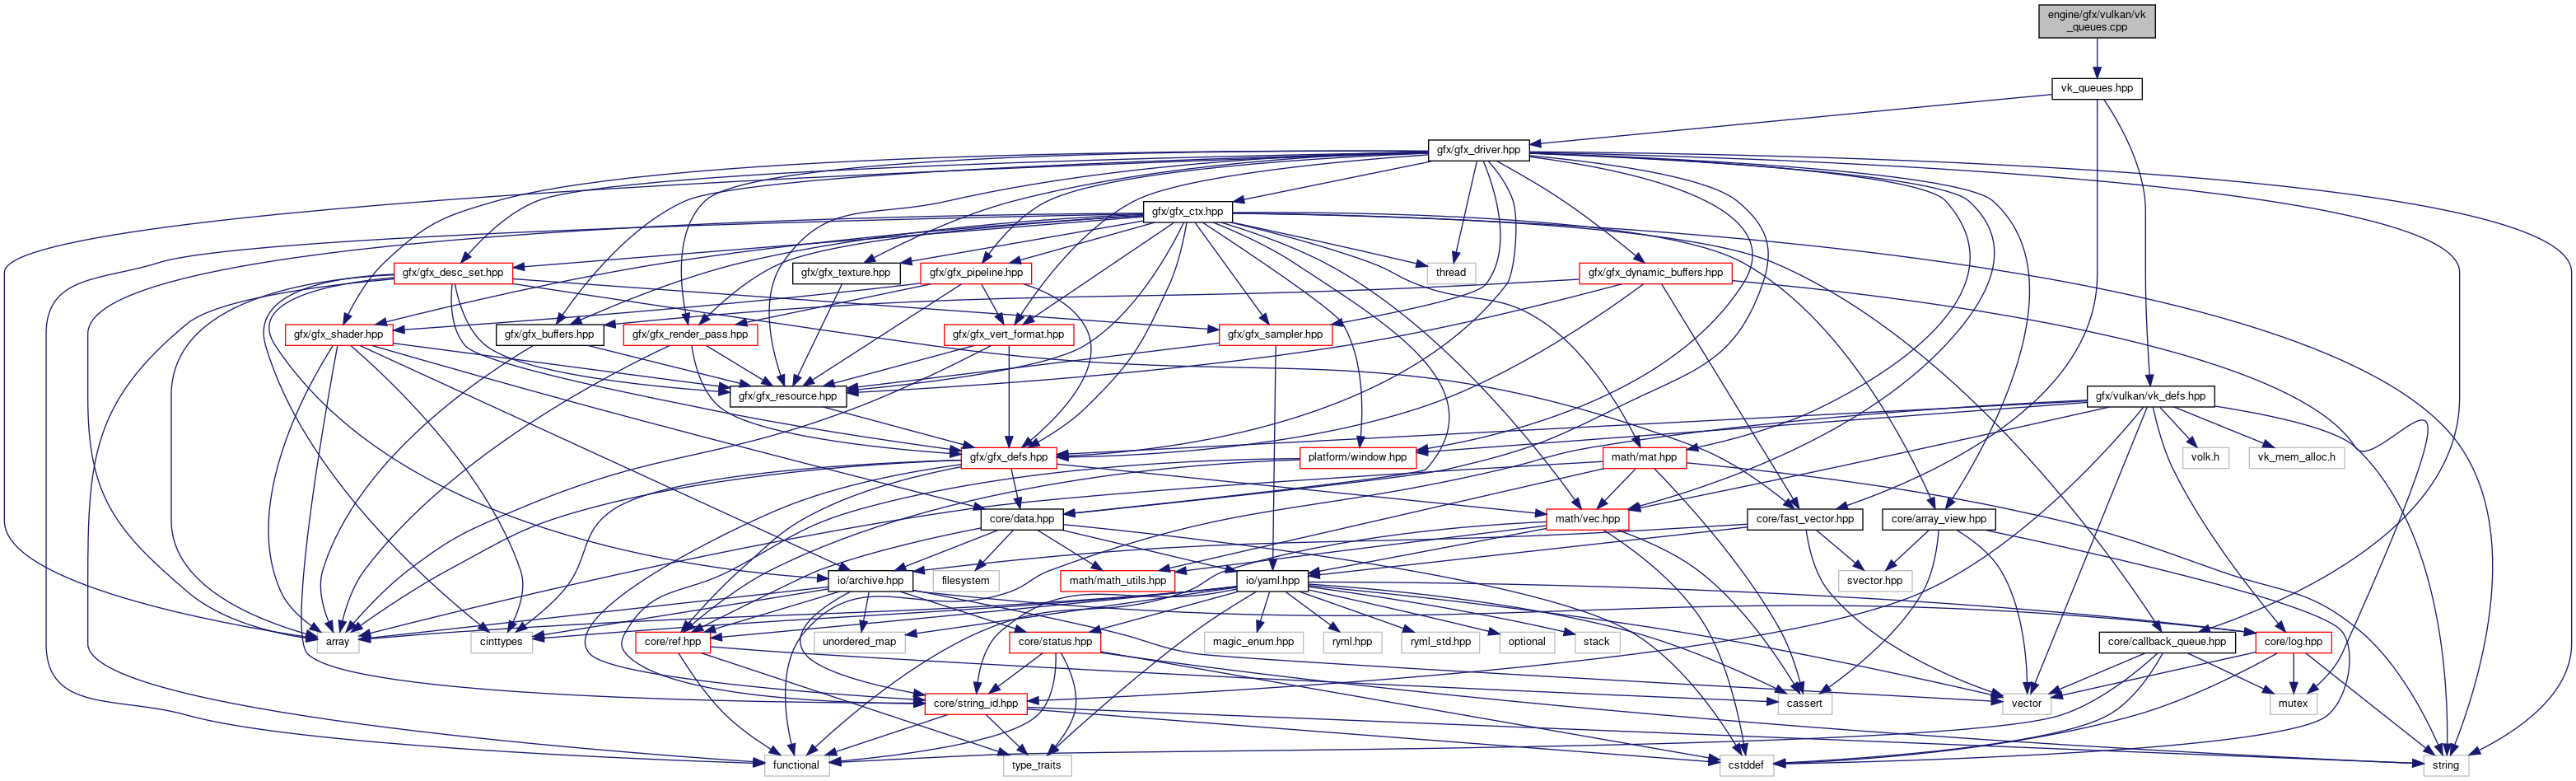 engine/gfx/vulkan/vk
_queues.cpp
vk_queues.hpp
gfx/gfx_driver.hpp
gfx/gfx_ctx.hpp
gfx/gfx_desc_set.hpp
gfx/gfx_texture.hpp
gfx/gfx_pipeline.hpp
thread
gfx/gfx_dynamic_buffers.hpp
gfx/gfx_shader.hpp
gfx/gfx_buffers.hpp
gfx/gfx_render_pass.hpp
gfx/gfx_vert_format.hpp
gfx/gfx_sampler.hpp
gfx/gfx_resource.hpp
gfx/vulkan/vk_defs.hpp
gfx/gfx_defs.hpp
platform/window.hpp
math/mat.hpp
volk.h
vk_mem_alloc.h
core/data.hpp
math/vec.hpp
core/fast_vector.hpp
core/array_view.hpp
io/archive.hpp
filesystem
math/math_utils.hpp
io/yaml.hpp
svector.hpp
array
cinttypes
core/ref.hpp
unordered_map
core/status.hpp
magic_enum.hpp
ryml.hpp
ryml_std.hpp
optional
stack
core/callback_queue.hpp
core/log.hpp
core/string_id.hpp
cassert
vector
mutex
functional
type_traits
cstddef
string